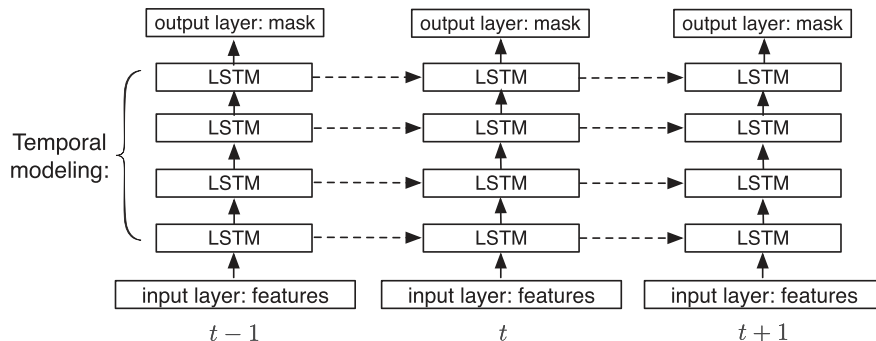 output layer: mask output layer: mask output layer: mask
LSTM LSTM LSTM
LSTM LSTM LSTM
Temporal
modeling:
LSTM LSTM LSTM
LSTM LSTM LSTM
input layer: features input layer: features input layer: features
t − 1 t t + 1